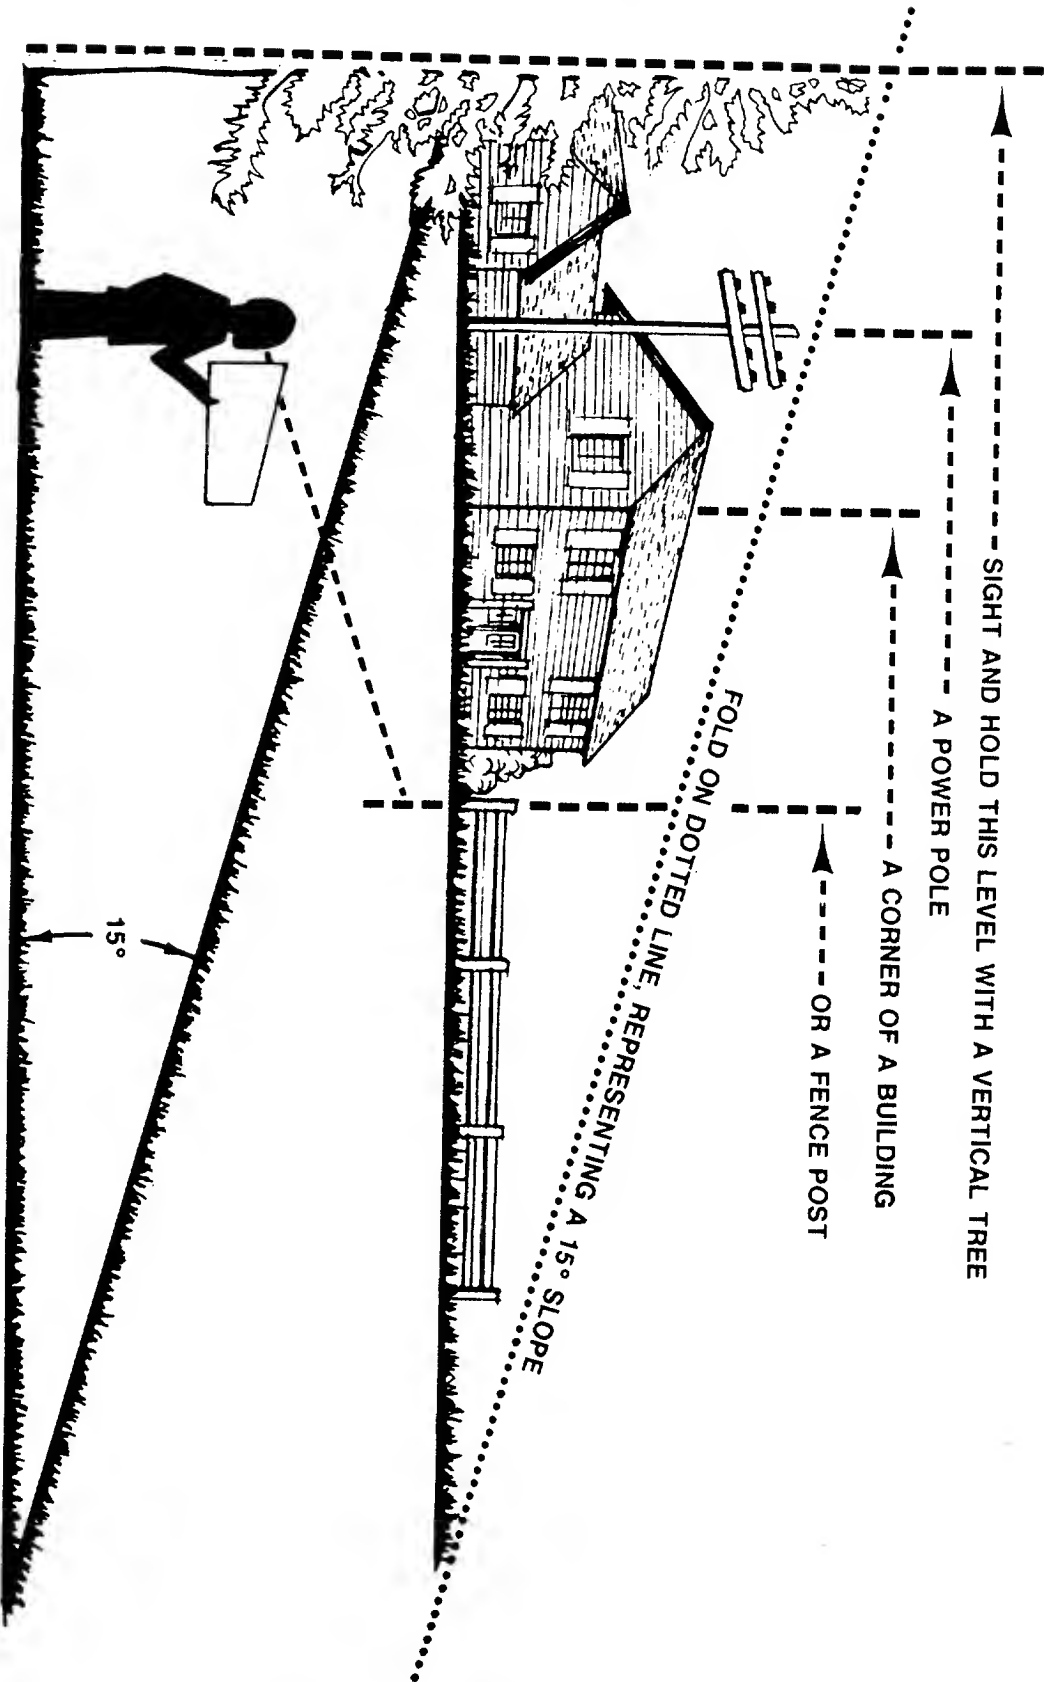 SIGHT AND HOLD THIS LEVEL WITH A VERTICAL TREE
A POWER POLE
A CORNER OF A BUILDING
OR A FENCE POST
FOLD ON DOTTED LINE, REPRESENTING A 15° SLOPE
15°